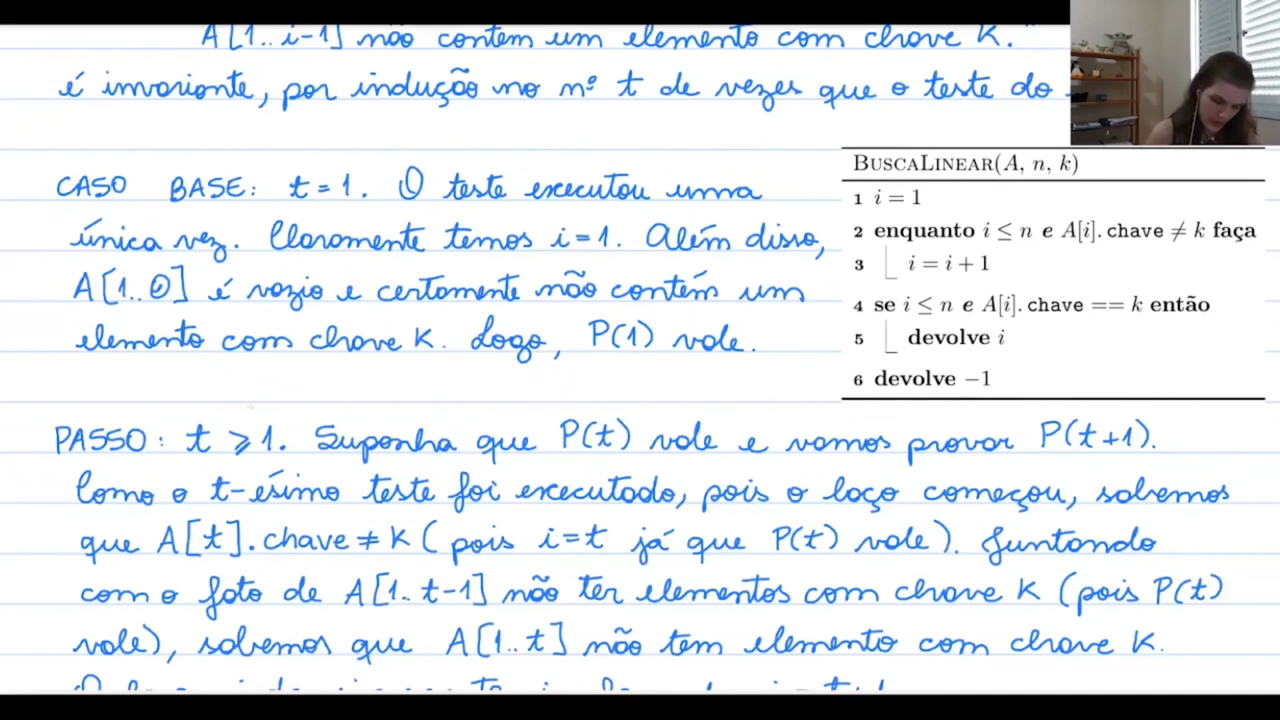 A[1..i-1] não contém um elemento com chave K."
é invariante, por indução no nº t de vezes que o teste do
CASO BASE: t = 1. O teste executou uma
única vez. Claramente temos i=1. Além disso,
A[1..0] é vazio e certamente não contém um
elemento com chave K. Logo, P(1) vale.
BUSCALINEAR(A, n, k)
1 i = 1
2 enquanto i ≤ n e A[i].chave ≠ k faça
3 i = i + 1
4 se i ≤ n e A[i].chave == k então
5 devolve i
6 devolve −1
PASSO: t ⩾ 1. Suponha que P(t) vale e vamos provar P(t+1).
Como o t-ésimo teste foi executado, pois o laço começou, sabemos
que A[t].chave ≠ K (pois i=t já que P(t) vale). Juntando
com o fato de A[1..t-1] não ter elementos com chave K (pois P(t)
vale), sabemos que A[1..t] não tem elemento com chave K.